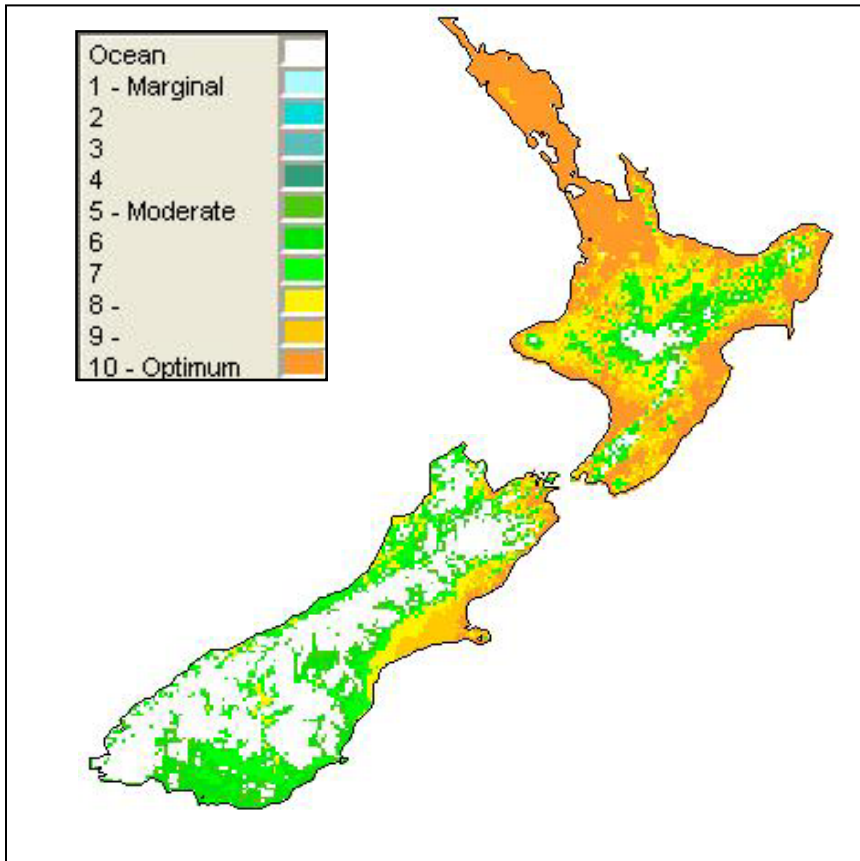 Ocean
1 - Marginal
2
3
4
5 - Moderate
6
7
8 -
9 -
10 - Optimum